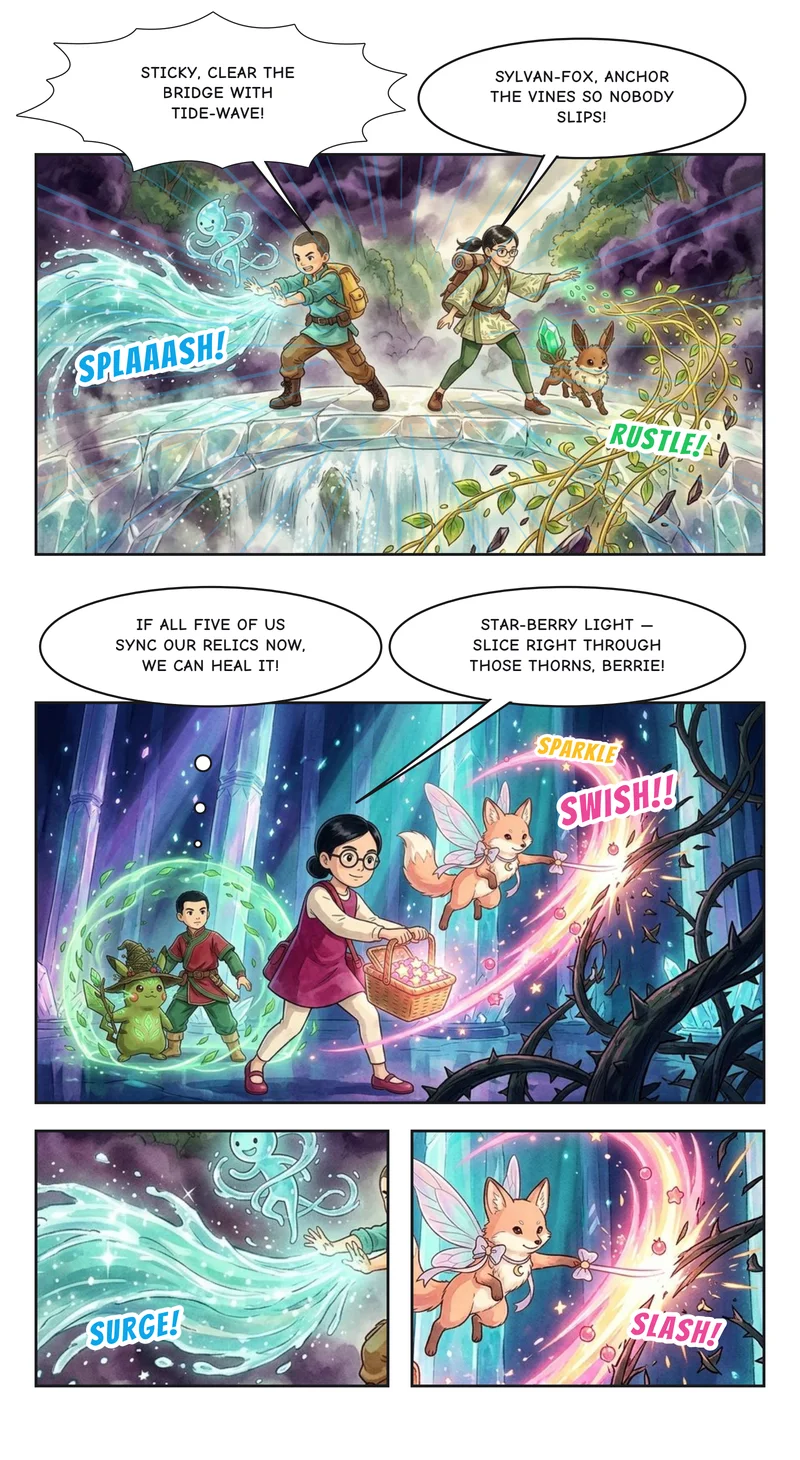 STICKY, CLEAR THE
BRIDGE WITH
TIDE-WAVE!
SYLVAN-FOX, ANCHOR
THE VINES SO NOBODY
SLIPS!
SPLAAASH!
RUSTLE!
IF ALL FIVE OF US
SYNC OUR RELICS NOW,
WE CAN HEAL IT!
STAR-BERRY LIGHT —
SLICE RIGHT THROUGH
THOSE THORNS, BERRIE!
SPARKLE
SWISH!!
SURGE!
SLASH!